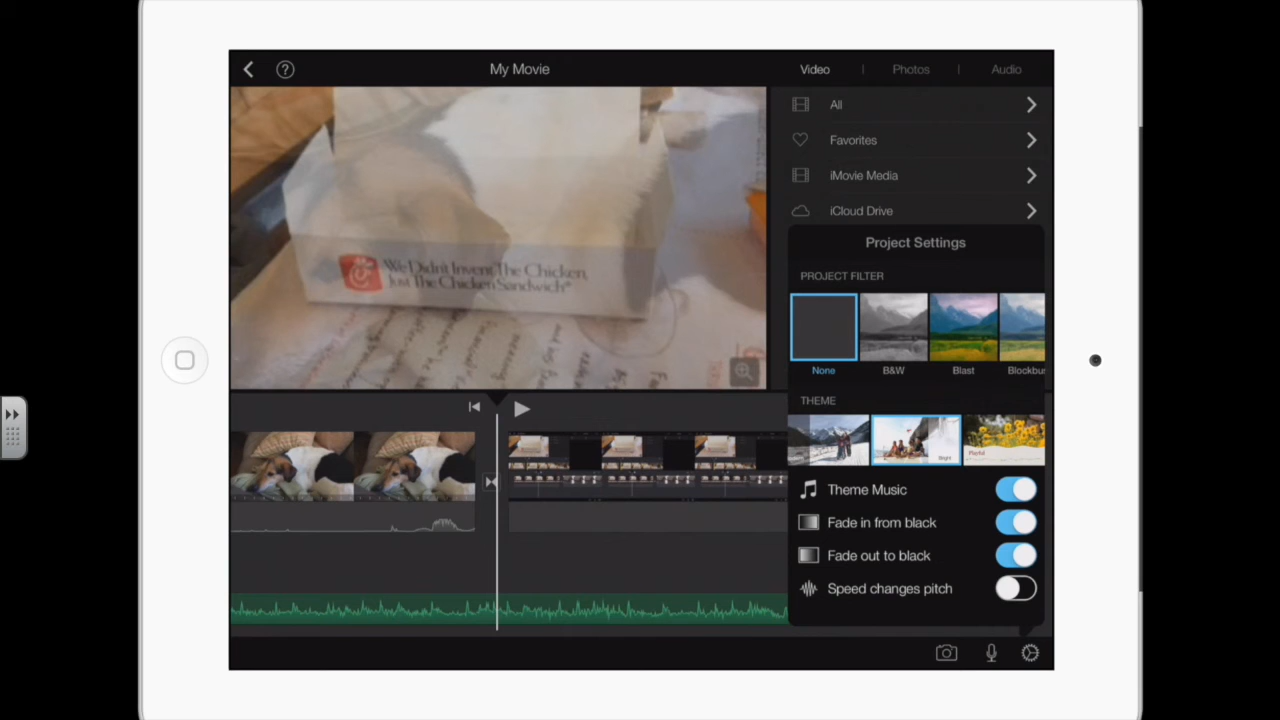 My Movie
Video
Photos
Audio
All
Favorites
iMovie Media
iCloud Drive
We Didn't Invent The Chicken,
Just The Chicken Sandwich®
Project Settings
PROJECT FILTER
None
B&W
Blast
Blockbu
THEME
Bright
Playful
Theme Music
Fade in from black
Fade out to black
Speed changes pitch